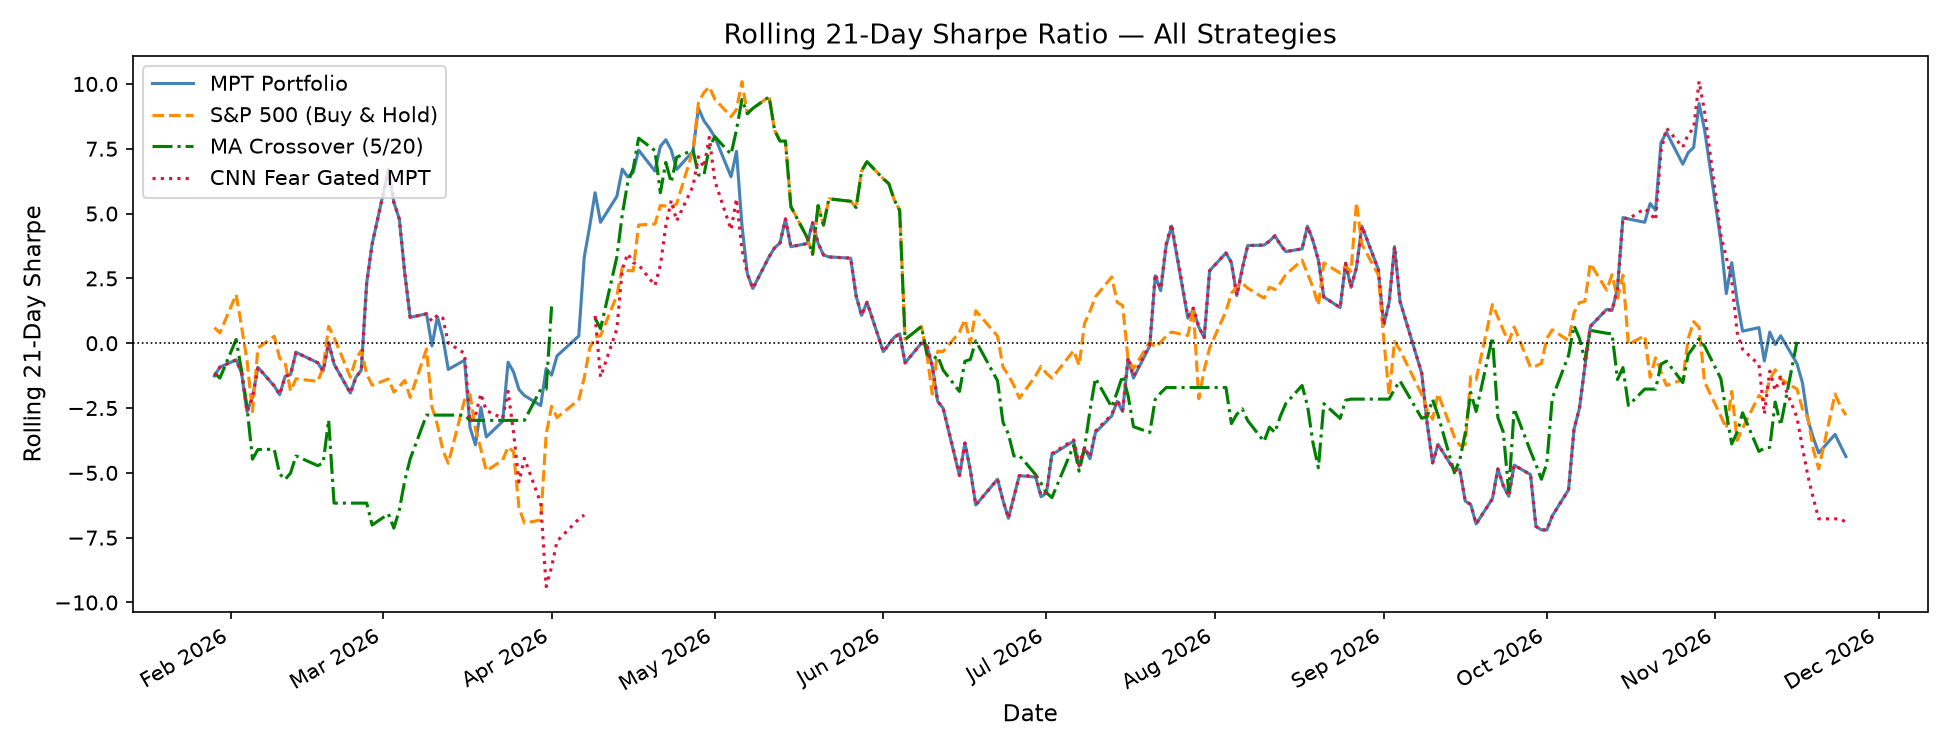 Rolling 21-Day Sharpe Ratio — All Strategies
MPT Portfolio
S&P 500 (Buy & Hold)
MA Crossover (5/20)
CNN Fear Gated MPT
Rolling 21-Day Sharpe
10.0
7.5
5.0
2.5
0.0
−2.5
−5.0
−7.5
−10.0
Feb 2026
Mar 2026
Apr 2026
May 2026
Jun 2026
Jul 2026
Aug 2026
Sep 2026
Oct 2026
Nov 2026
Dec 2026
Date